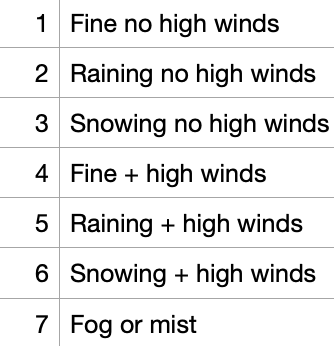 1 Fine no high winds
2 Raining no high winds
3 Snowing no high winds
4 Fine + high winds
5 Raining + high winds
6 Snowing + high winds
7 Fog or mist